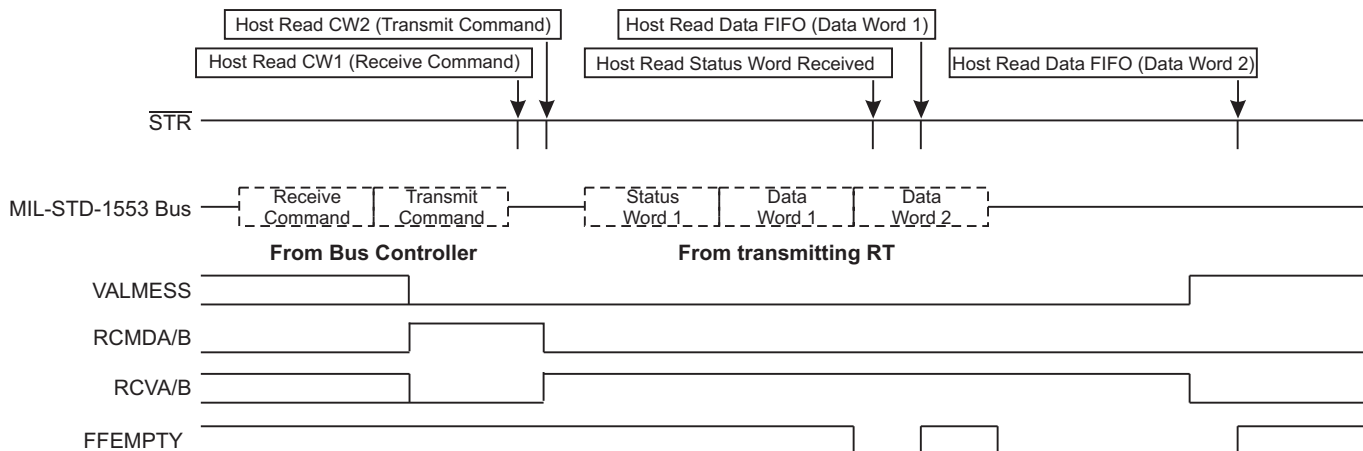 Host Read CW2 (Transmit Command)
Host Read Data FIFO (Data Word 1)
Host Read CW1 (Receive Command)
Host Read Status Word Received
Host Read Data FIFO (Data Word 2)
STR
MIL-STD-1553 Bus
Receive
Command
Transmit
Command
Status
Word 1
Data
Word 1
Data
Word 2
From Bus Controller
From transmitting RT
VALMESS
RCMDA/B
RCVA/B
FFEMPTY